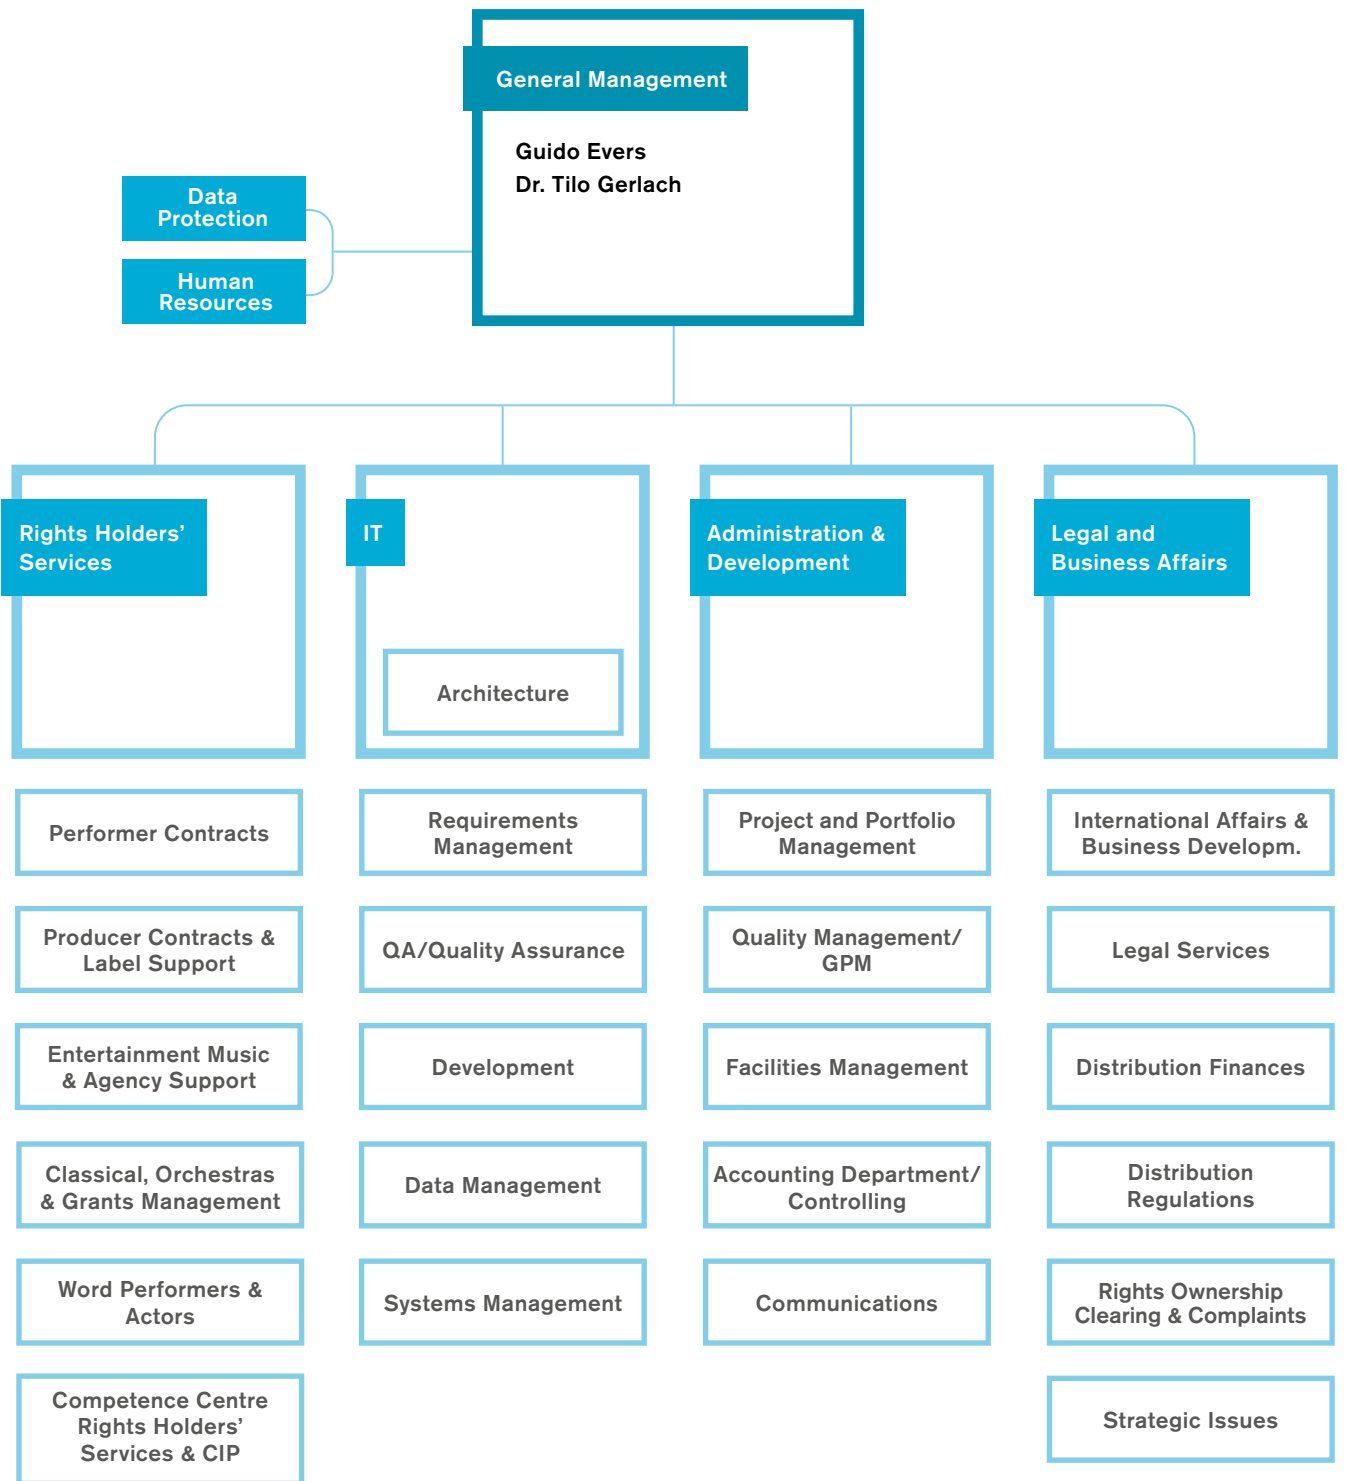 General Management
Guido Evers
Dr. Tilo Gerlach
Data
Protection
Human
Resources
Rights Holders’
Services
Performer Contracts
Producer Contracts &
Label Support
Entertainment Music
& Agency Support
Classical, Orchestras
& Grants Management
Word Performers &
Actors
Competence Centre
Rights Holders’
Services & CIP
IT
Architecture
Requirements
Management
QA/Quality Assurance
Development
Data Management
Systems Management
Administration &
Development
Project and Portfolio
Management
Quality Management/
GPM
Facilities Management
Accounting Department/
Controlling
Communications
Legal and
Business Affairs
International Affairs &
Business Developm.
Legal Services
Distribution Finances
Distribution
Regulations
Rights Ownership
Clearing & Complaints
Strategic Issues